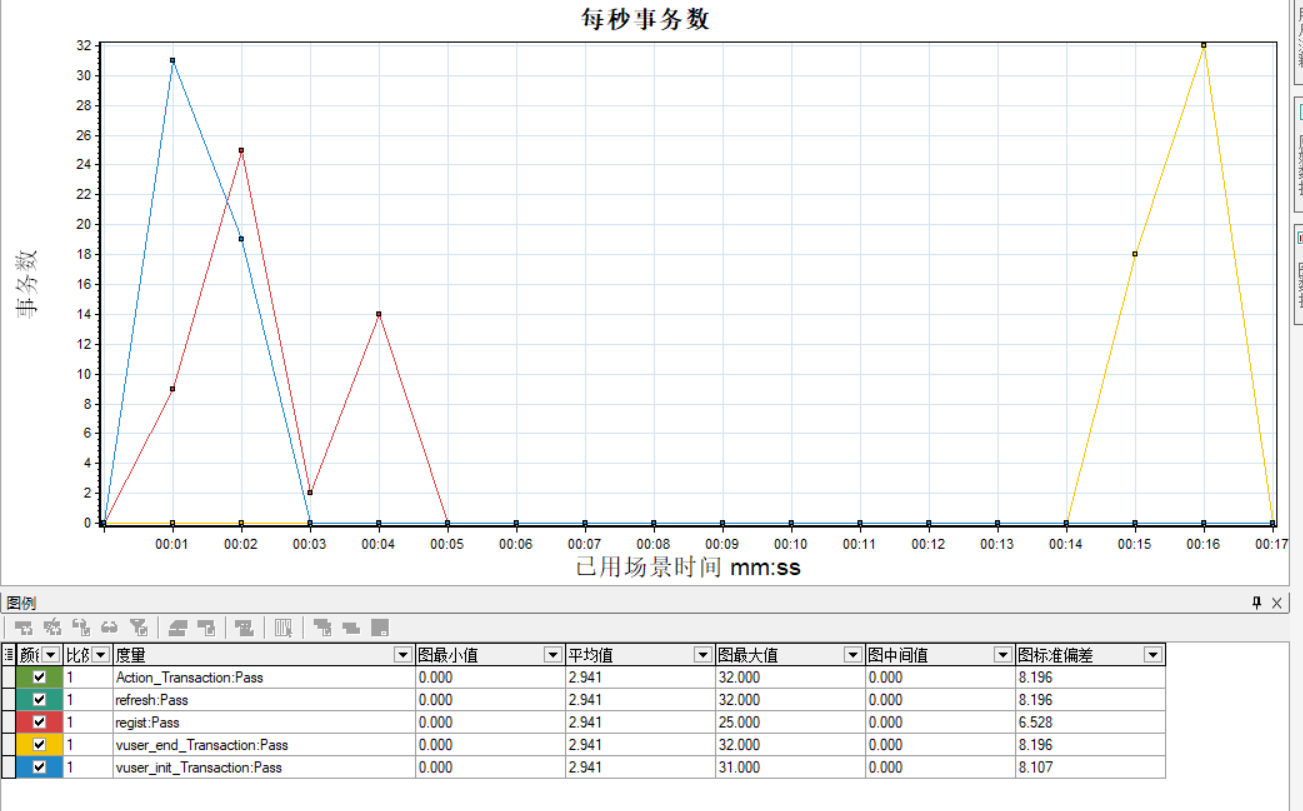 每秒事务数
32
30
28
26
24
22
20
18
16
14
12
10
8
6
4
2
0
事务数
00:01 00:02 00:03 00:04 00:05 00:06 00:07 00:08 00:09 00:10 00:11 00:12 00:13 00:14 00:15 00:16 00:17
已用场景时间 mm:ss
图例
度量 图最小值 平均值 图最大值 图中间值 图标准偏差
1 Action_Transaction:Pass 0.000 2.941 32.000 0.000 8.196
1 refresh:Pass 0.000 2.941 32.000 0.000 8.196
1 regist:Pass 0.000 2.941 25.000 0.000 6.528
1 vuser_end_Transaction:Pass 0.000 2.941 32.000 0.000 8.196
1 vuser_init_Transaction:Pass 0.000 2.941 31.000 0.000 8.107